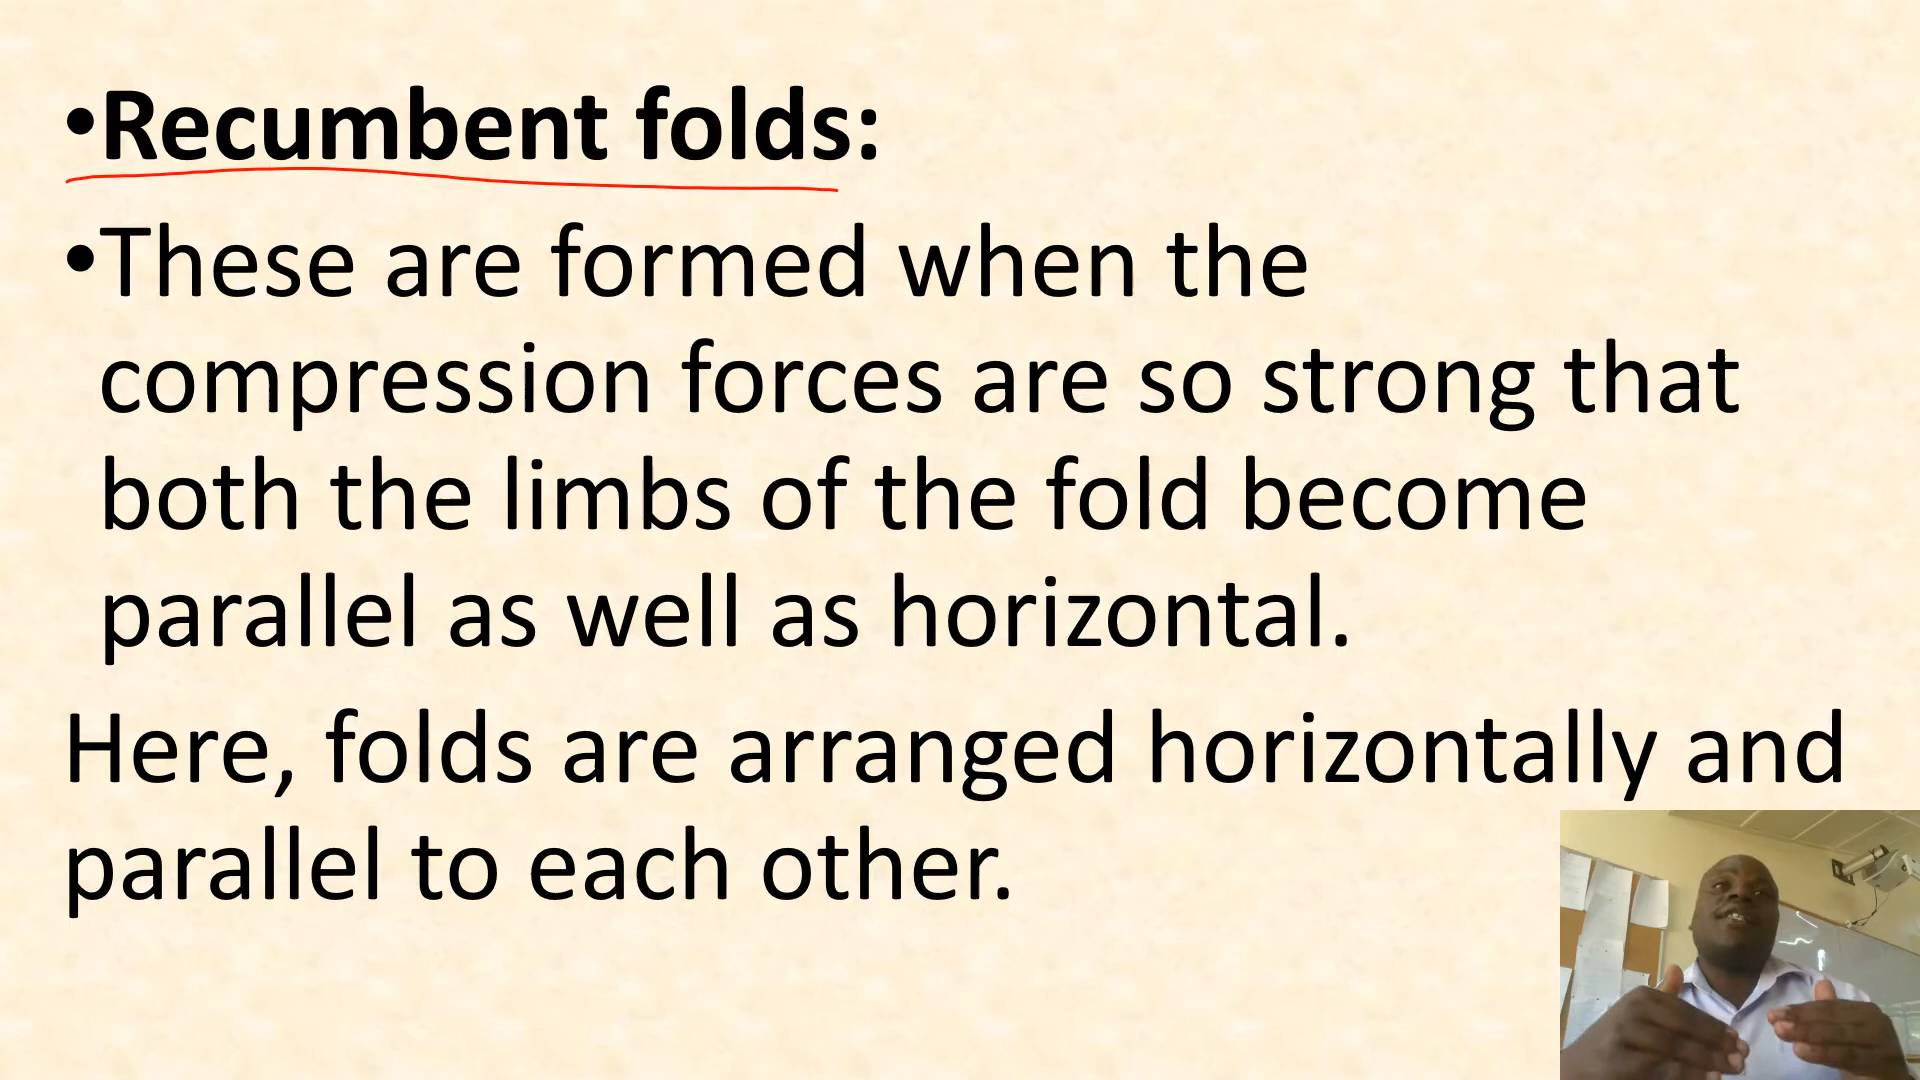 •Recumbent folds:
•These are formed when the
compression forces are so strong that
both the limbs of the fold become
parallel as well as horizontal.
Here, folds are arranged horizontally and
parallel to each other.